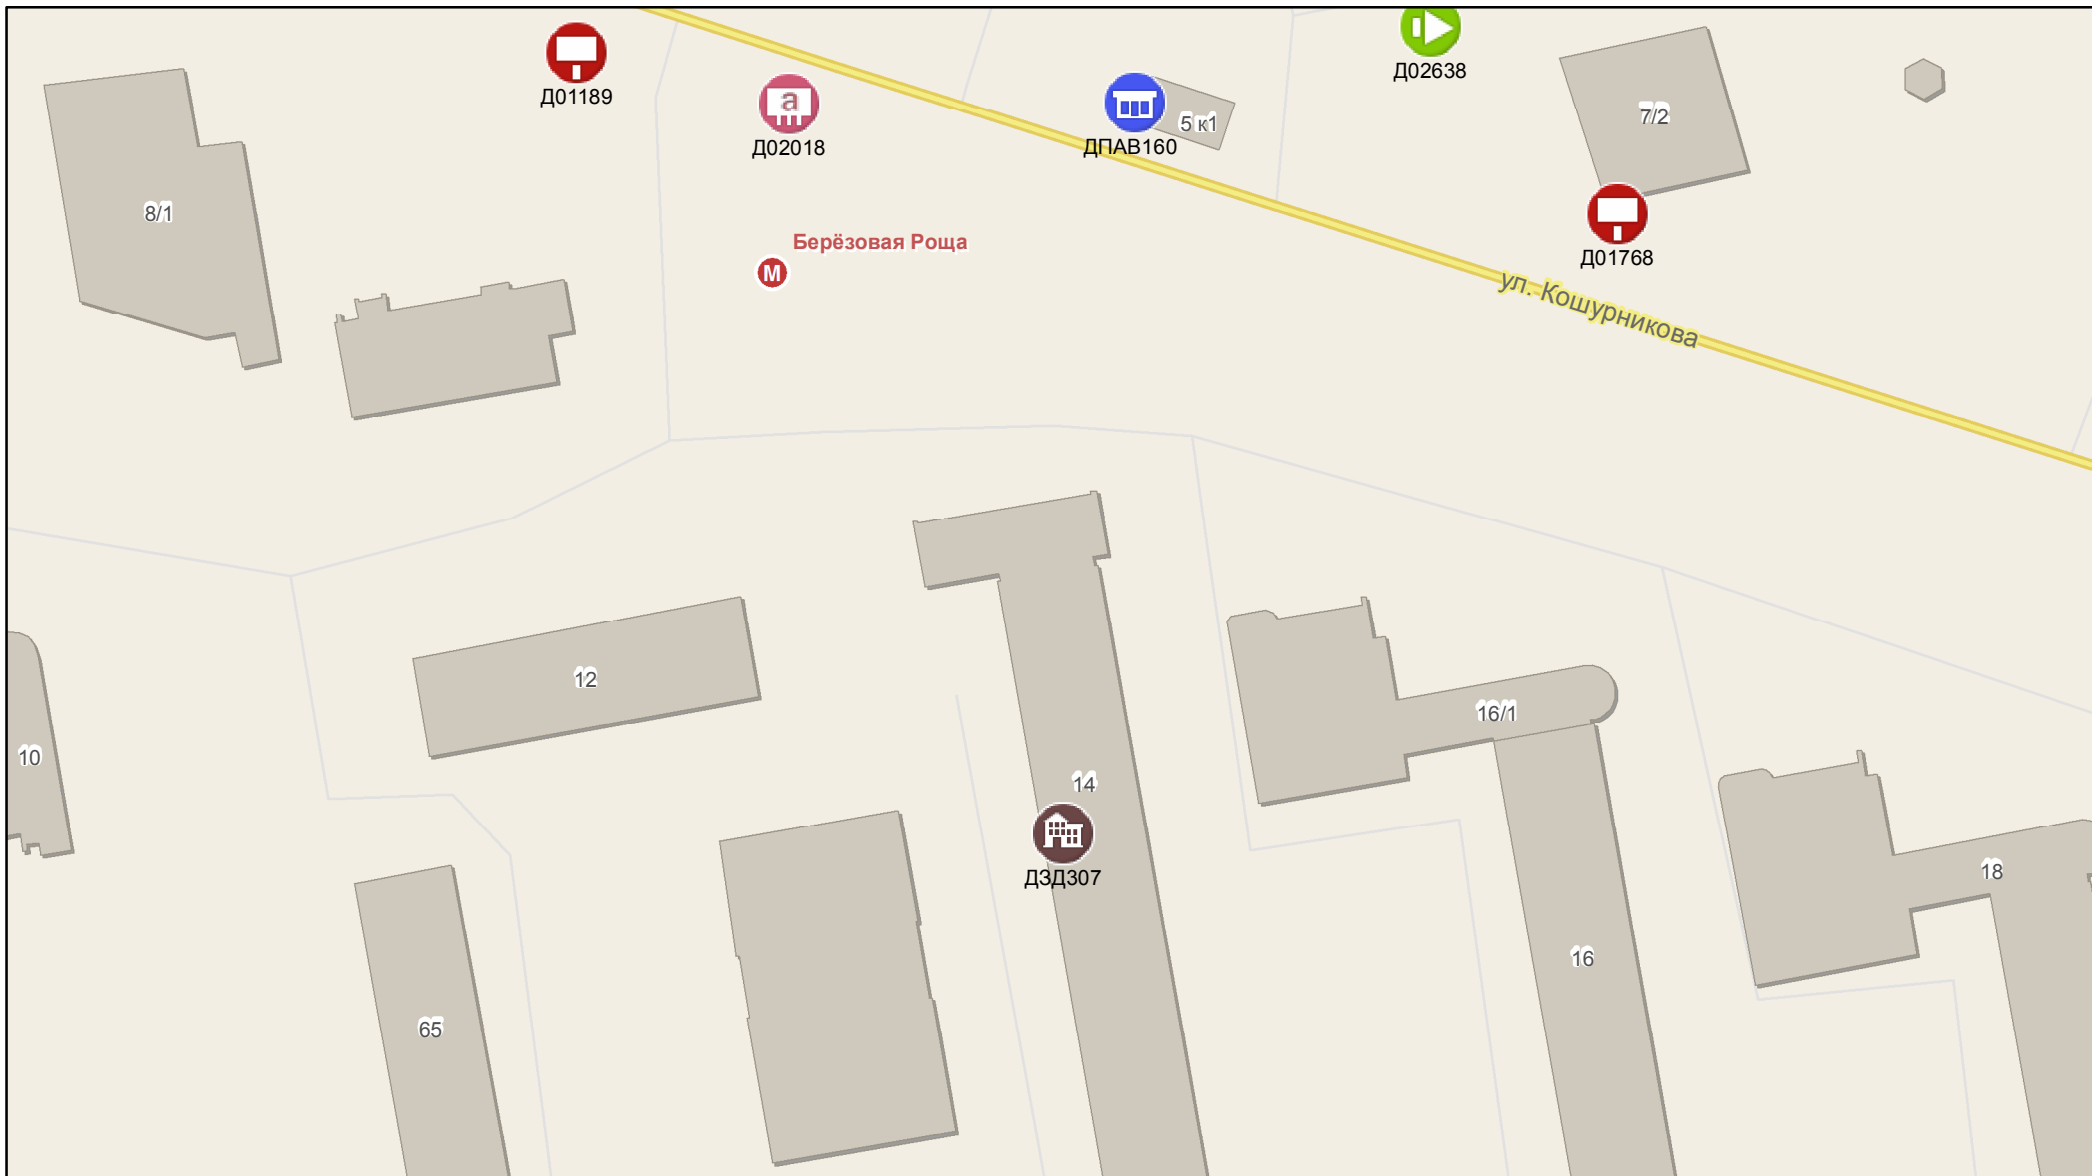 Д01189
a
Д02018
ДПАВ160
5 к1
Д02638
7/2
8/1
Берёзовая Роща
М
Д01768
ул. Кошурникова
12
16/1
10
14
ДЗД307
18
16
65